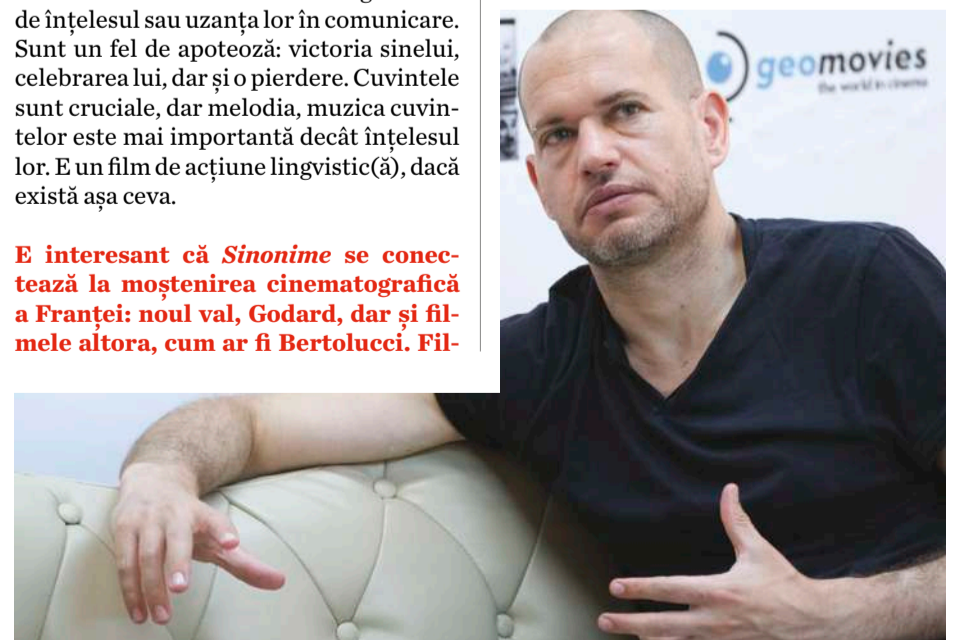 de înțelesul sau uzanța lor în comunicare.
Sunt un fel de apoteoză: victoria sinelui,
celebrarea lui, dar și o pierdere. Cuvintele
sunt cruciale, dar melodia, muzica cuvin-
telor este mai importantă decât înțelesul
lor. E un film de acțiune lingvistic(ă), dacă
există așa ceva.
E interesant că Sinonime se conec-
tează la moștenirea cinematografică
a Franței: noul val, Godard, dar și fil-
mele altora, cum ar fi Bertolucci. Fil-
geomovies
the world in cinema